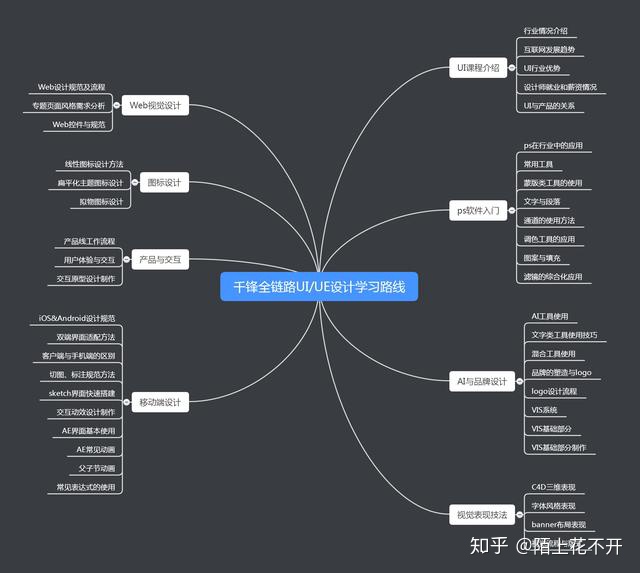 千锋全链路UI/UE设计学习路线
UI课程介绍
行业情况介绍
互联网发展趋势
UI行业优势
设计师就业和薪资情况
UI与产品的关系
ps软件入门
ps在行业中的应用
常用工具
蒙版类工具的使用
文字与段落
通道的使用方法
调色工具的应用
图案与填充
滤镜的综合应用
AI与品牌设计
AI工具使用
文字类工具使用技巧
混合工具使用
品牌的塑造与logo
logo设计流程
VIS系统
VIS基础部分
VIS基础部分制作
视觉表现技法
C4D三维表现
字体风格表现
banner布局表现
Web视觉设计
Web设计规范及流程
专题页面风格需求分析
Web控件与规范
图标设计
线性图标设计方法
扁平化主题图标设计
拟物图标设计
产品与交互
产品线工作流程
用户体验与交互
交互原型设计制作
移动端设计
iOS&Android设计规范
双端界面适配方法
客户端与手机端的区别
切图、标注规范方法
sketch界面快速搭建
交互动效设计制作
AE界面基本使用
AE常见动画
父子节动画
常见表达式的使用
知乎 @陌上花不开